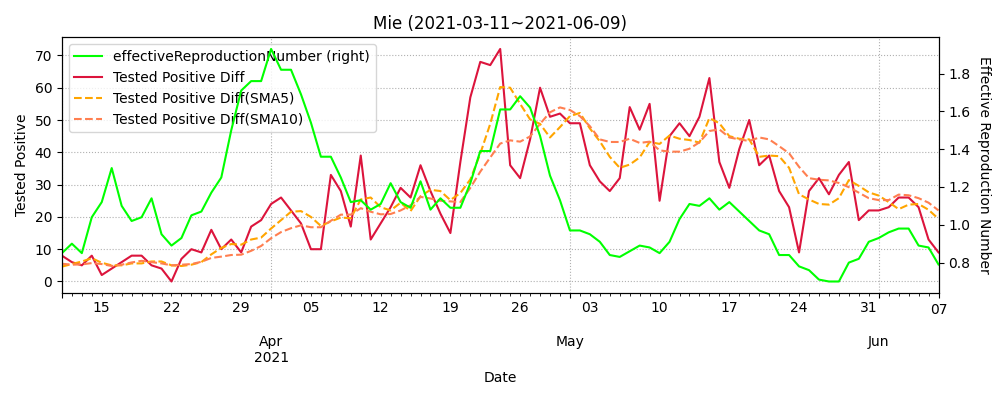 Mie (2021-03-11~2021-06-09)
effectiveReproductionNumber (right)
Tested Positive Diff
Tested Positive Diff(SMA5)
Tested Positive Diff(SMA10)
Tested Positive
70
60
50
40
30
20
10
0
Effective Reproduction Number
1.8
1.6
1.4
1.2
1.0
0.8
15 22 29 05 12 19 26 03 10 17 24 31 07
Apr May Jun
2021
Date